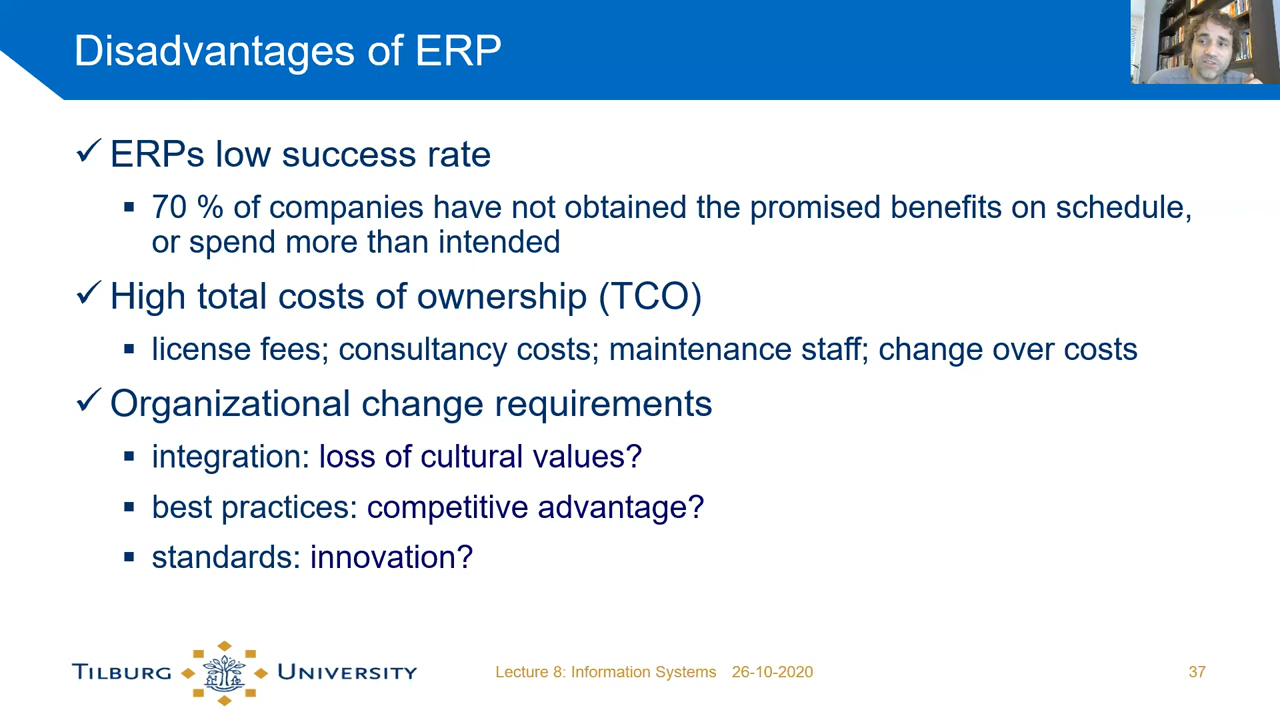 Disadvantages of ERP
✓ ERPs low success rate
▪ 70 % of companies have not obtained the promised benefits on schedule,
or spend more than intended
✓ High total costs of ownership (TCO)
▪ license fees; consultancy costs; maintenance staff; change over costs
✓ Organizational change requirements
▪ integration: loss of cultural values?
▪ best practices: competitive advantage?
▪ standards: innovation?
TILBURG UNIVERSITY
Lecture 8: Information Systems 26-10-2020
37